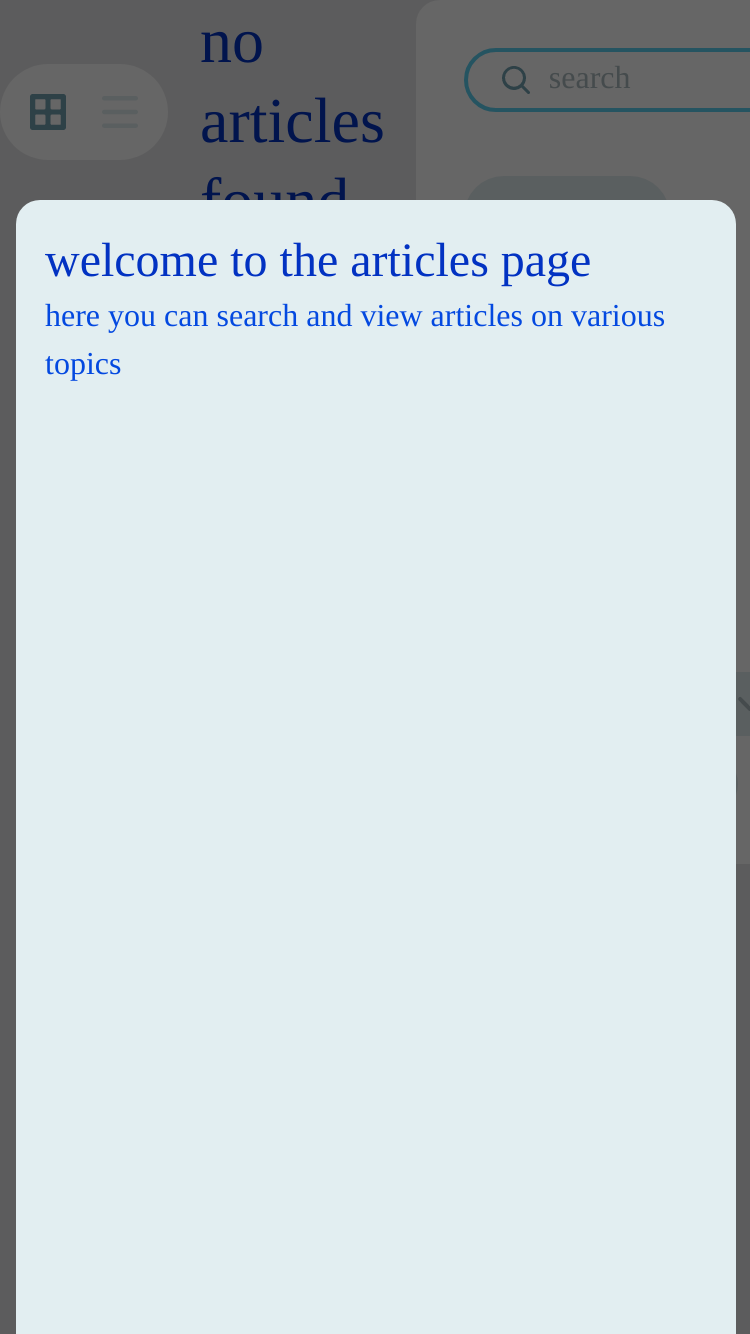 no
articles
found
search
welcome to the articles page
here you can search and view articles on various
topics